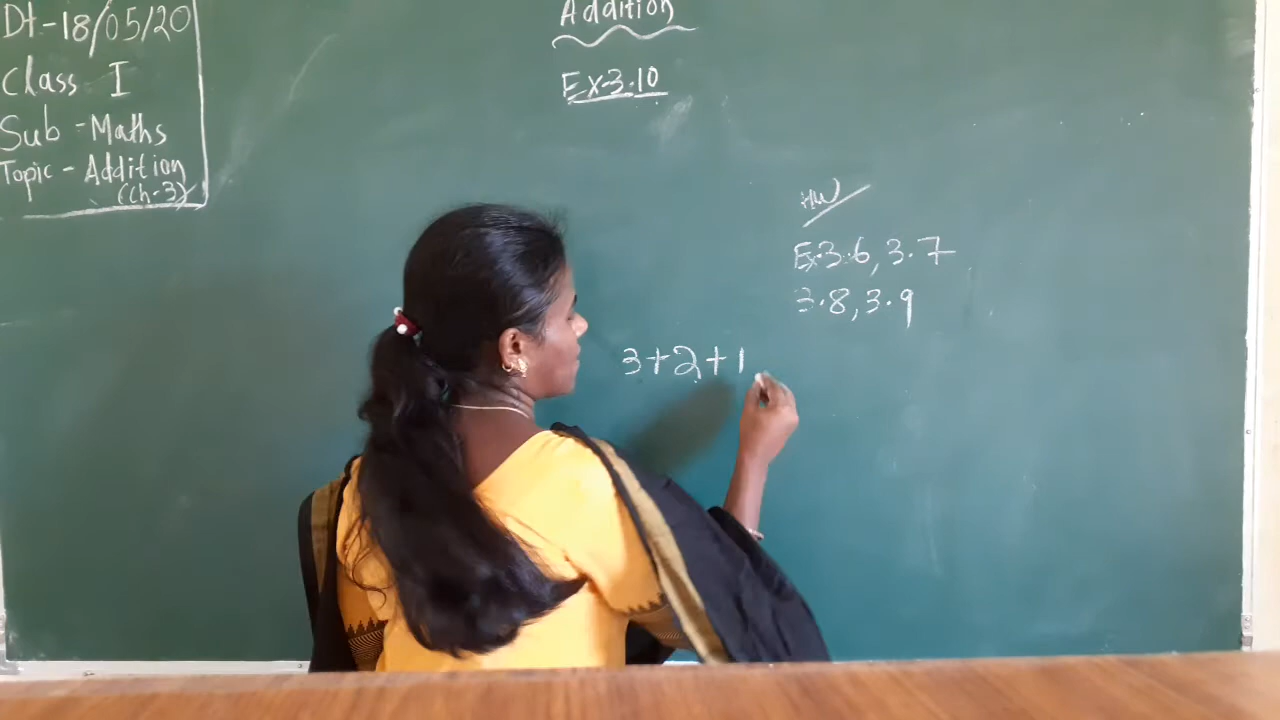 Dt-18/05/20
Class I
Sub - Maths
Topic - Addition
(Ch-3)
Addition
Ex3.10
HW
Ex3.6, 3.7
3.8, 3.9
3+2+1